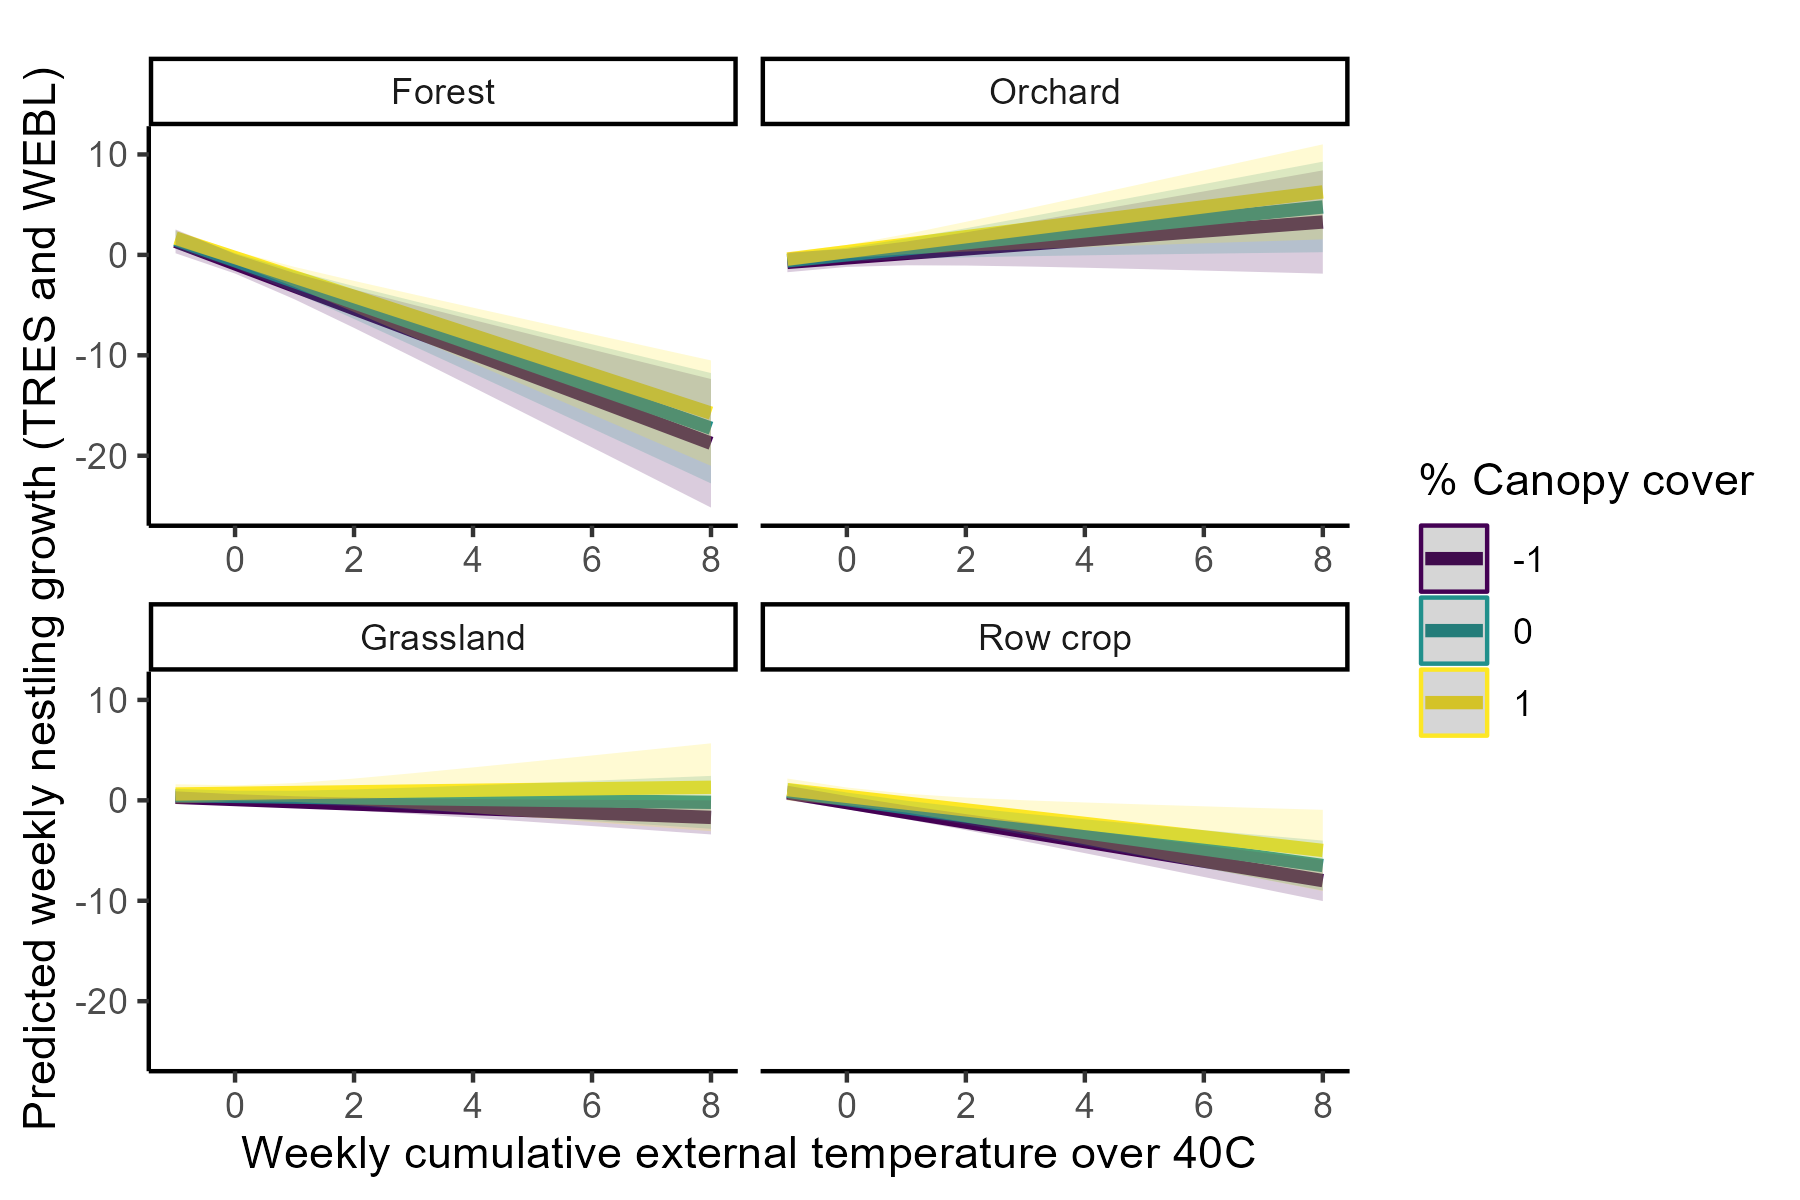 Predicted weekly nestling growth (TRES and WEBL)
Forest
Orchard
10
0
-10
-20
0 2 4 6 8
0 2 4 6 8
Grassland
Row crop
10
0
-10
-20
0 2 4 6 8
0 2 4 6 8
Weekly cumulative external temperature over 40C
% Canopy cover
-1
0
1